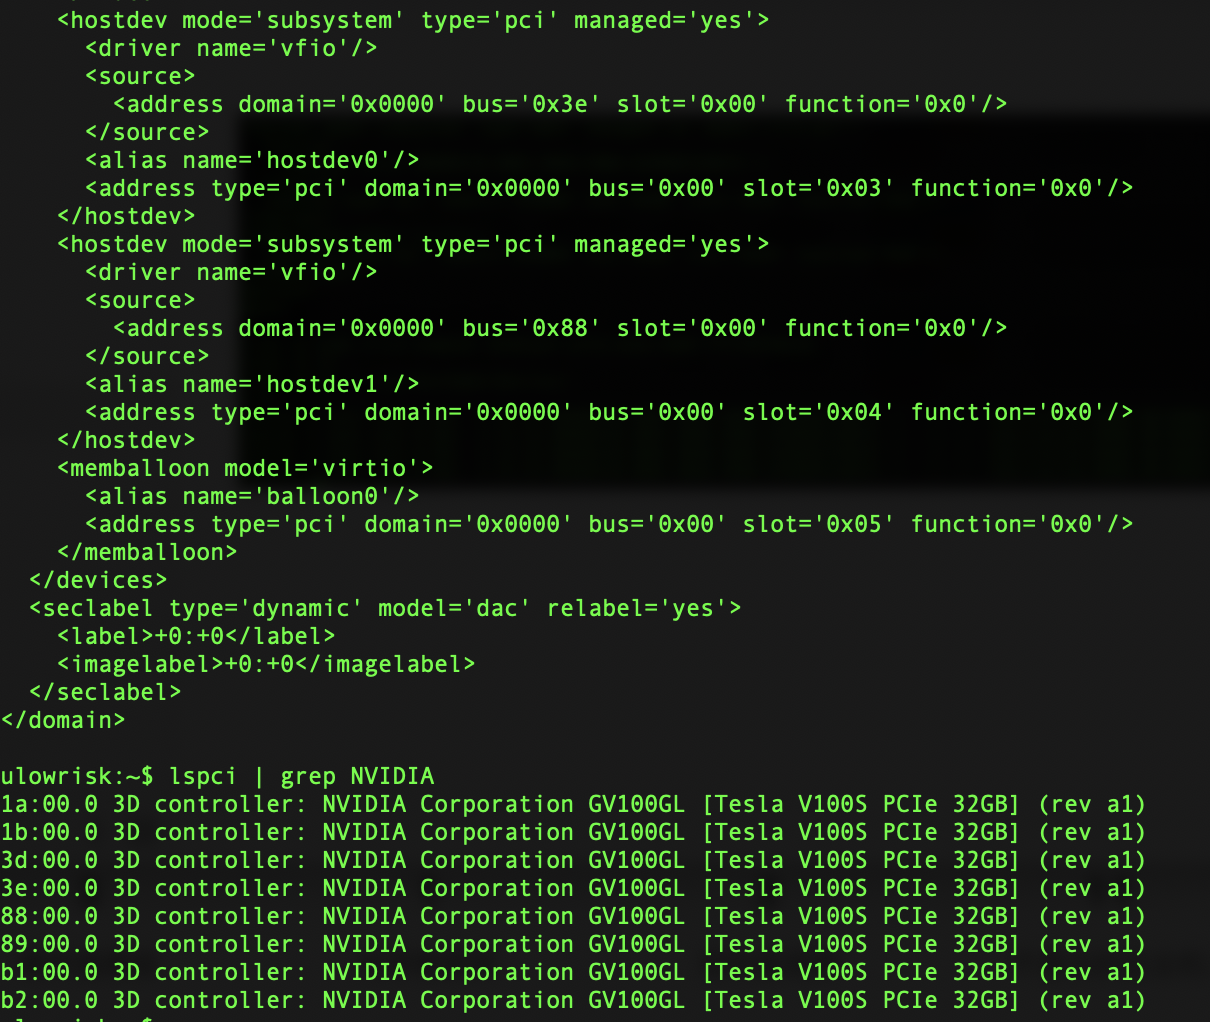 <hostdev mode='subsystem' type='pci' managed='yes'>
<driver name='vfio'/>
<source>
<address domain='0x0000' bus='0x3e' slot='0x00' function='0x0'/>
</source>
<alias name='hostdev0'/>
<address type='pci' domain='0x0000' bus='0x00' slot='0x03' function='0x0'/>
</hostdev>
<hostdev mode='subsystem' type='pci' managed='yes'>
<driver name='vfio'/>
<source>
<address domain='0x0000' bus='0x88' slot='0x00' function='0x0'/>
</source>
<alias name='hostdev1'/>
<address type='pci' domain='0x0000' bus='0x00' slot='0x04' function='0x0'/>
</hostdev>
<memballoon model='virtio'>
<alias name='balloon0'/>
<address type='pci' domain='0x0000' bus='0x00' slot='0x05' function='0x0'/>
</memballoon>
</devices>
<seclabel type='dynamic' model='dac' relabel='yes'>
<label>+0:+0</label>
<imagelabel>+0:+0</imagelabel>
</seclabel>
</domain>
ulowrisk:~$ lspci | grep NVIDIA
1a:00.0 3D controller: NVIDIA Corporation GV100GL [Tesla V100S PCIe 32GB] (rev a1)
1b:00.0 3D controller: NVIDIA Corporation GV100GL [Tesla V100S PCIe 32GB] (rev a1)
3d:00.0 3D controller: NVIDIA Corporation GV100GL [Tesla V100S PCIe 32GB] (rev a1)
3e:00.0 3D controller: NVIDIA Corporation GV100GL [Tesla V100S PCIe 32GB] (rev a1)
88:00.0 3D controller: NVIDIA Corporation GV100GL [Tesla V100S PCIe 32GB] (rev a1)
89:00.0 3D controller: NVIDIA Corporation GV100GL [Tesla V100S PCIe 32GB] (rev a1)
b1:00.0 3D controller: NVIDIA Corporation GV100GL [Tesla V100S PCIe 32GB] (rev a1)
b2:00.0 3D controller: NVIDIA Corporation GV100GL [Tesla V100S PCIe 32GB] (rev a1)